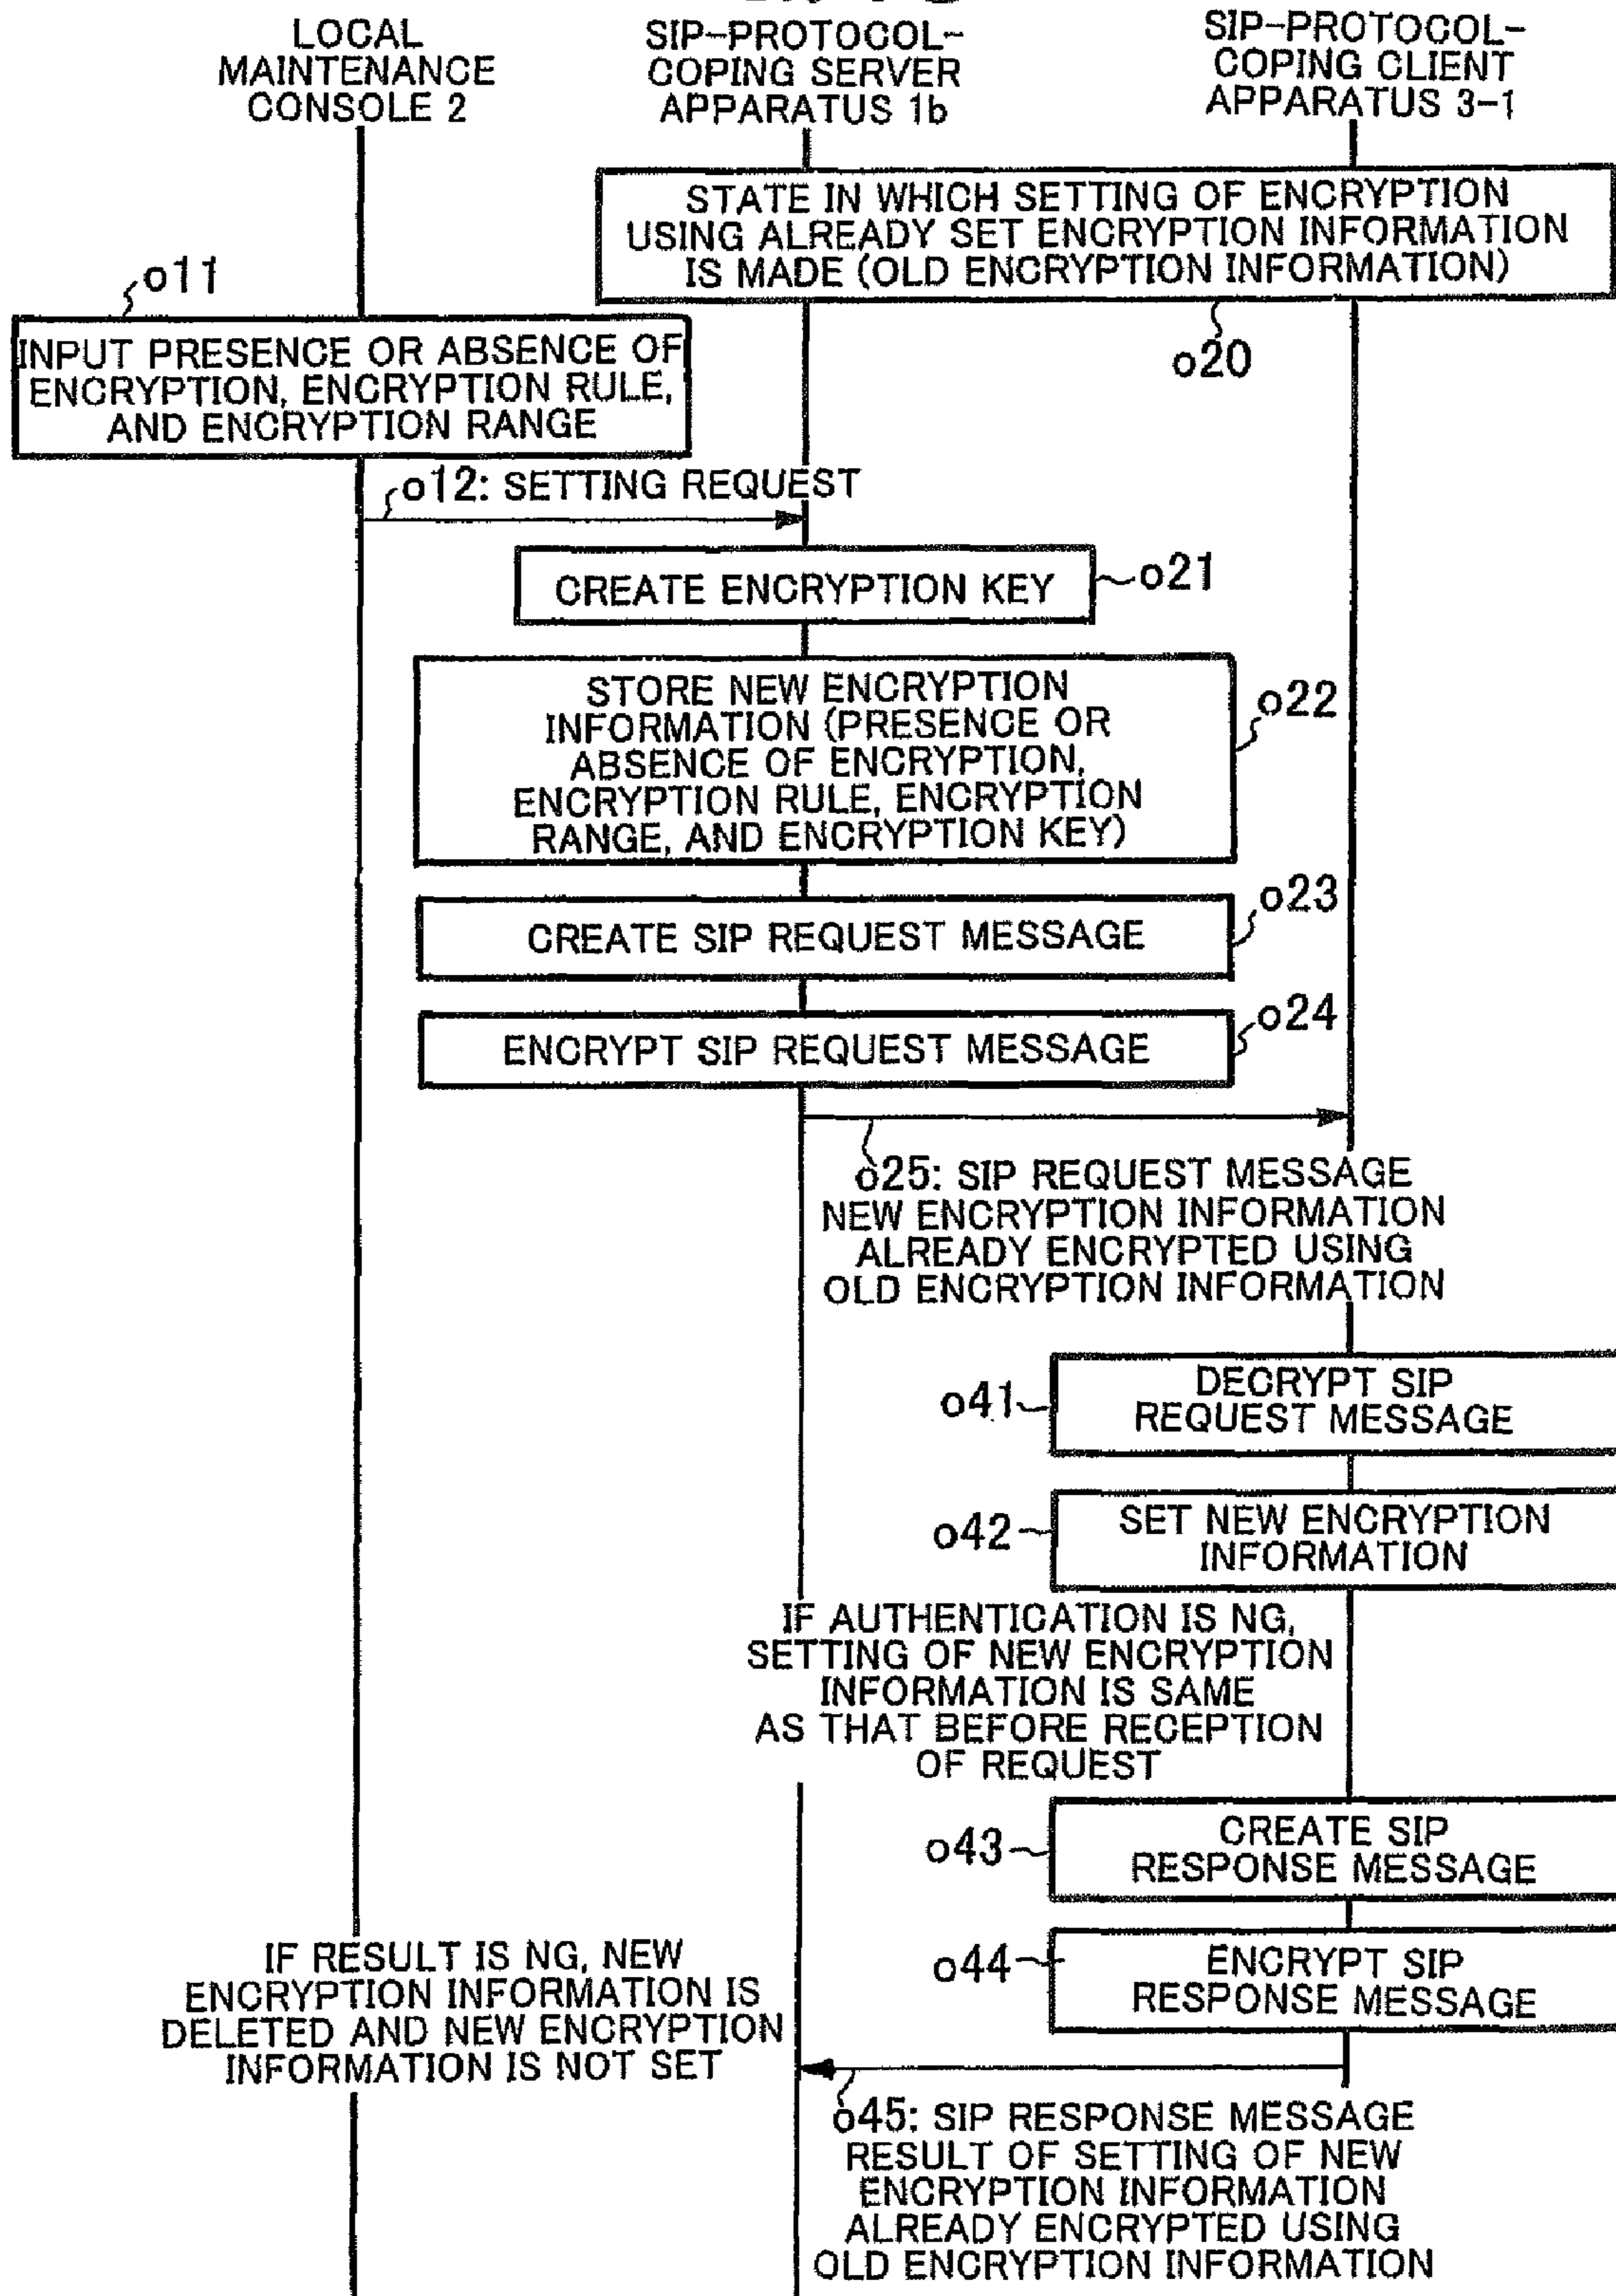 LOCAL
MAINTENANCE
CONSOLE 2
SIP-PROTOCOL-
COPING SERVER
APPARATUS 1b
SIP-PROTOCOL-
COPING CLIENT
APPARATUS 3-1
STATE IN WHICH SETTING OF ENCRYPTION
USING ALREADY SET ENCRYPTION INFORMATION
IS MADE (OLD ENCRYPTION INFORMATION)
o20
o11
INPUT PRESENCE OR ABSENCE OF
ENCRYPTION, ENCRYPTION RULE,
AND ENCRYPTION RANGE
o12: SETTING REQUEST
CREATE ENCRYPTION KEY
o21
STORE NEW ENCRYPTION
INFORMATION (PRESENCE OR
ABSENCE OF ENCRYPTION,
ENCRYPTION RULE, ENCRYPTION
RANGE, AND ENCRYPTION KEY)
o22
CREATE SIP REQUEST MESSAGE
o23
ENCRYPT SIP REQUEST MESSAGE
o24
o25: SIP REQUEST MESSAGE
NEW ENCRYPTION INFORMATION
ALREADY ENCRYPTED USING
OLD ENCRYPTION INFORMATION
o41
DECRYPT SIP
REQUEST MESSAGE
o42
SET NEW ENCRYPTION
INFORMATION
IF AUTHENTICATION IS NG,
SETTING OF NEW ENCRYPTION
INFORMATION IS SAME
AS THAT BEFORE RECEPTION
OF REQUEST
o43
CREATE SIP
RESPONSE MESSAGE
o44
ENCRYPT SIP
RESPONSE MESSAGE
IF RESULT IS NG, NEW
ENCRYPTION INFORMATION IS
DELETED AND NEW ENCRYPTION
INFORMATION IS NOT SET
o45: SIP RESPONSE MESSAGE
RESULT OF SETTING OF NEW
ENCRYPTION INFORMATION
ALREADY ENCRYPTED USING
OLD ENCRYPTION INFORMATION